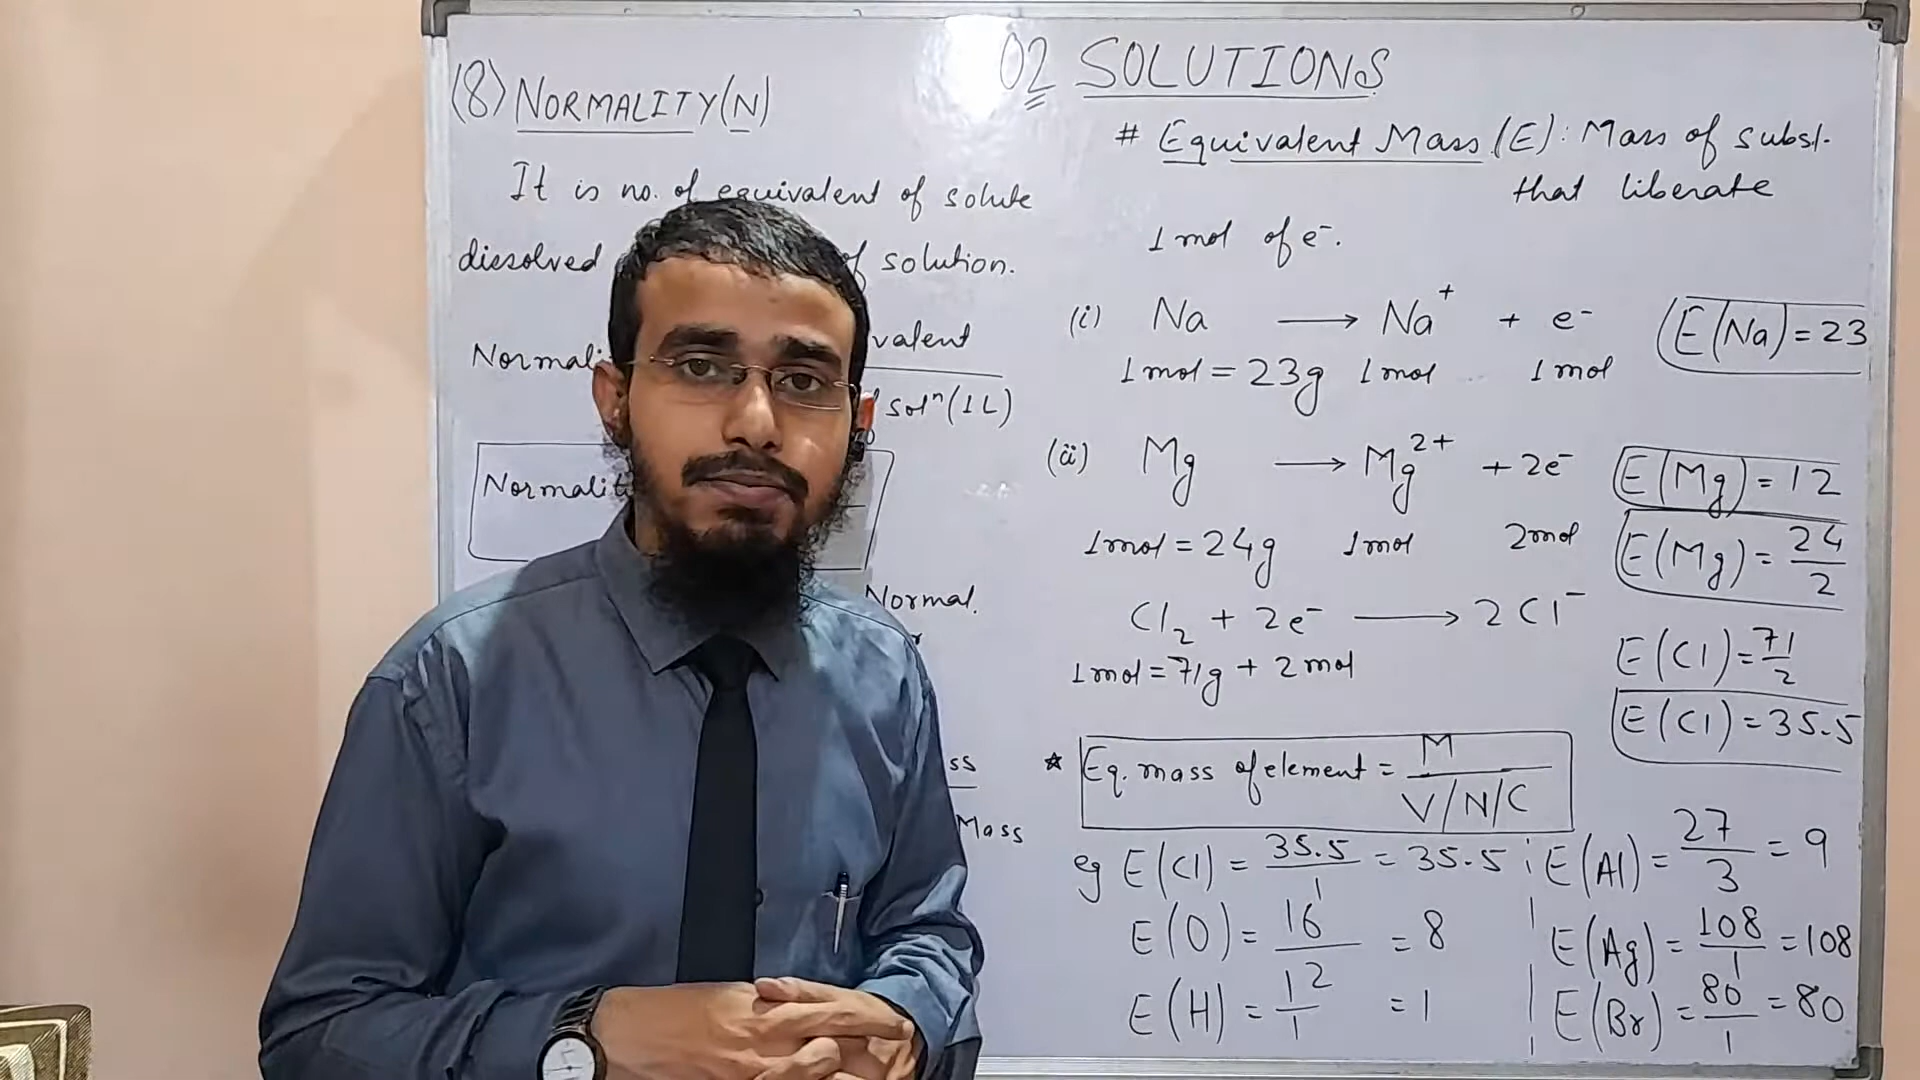 02 SOLUTIONS
(8) NORMALITY (N)
It is no. of equivalent of solute
dissolved of solution.
Normali valent
solⁿ (1L)
Normalit
Normal.
ss
Mass
# Equivalent Mass (E): Mass of subst.
that liberate
1 mol of e⁻.
(i) Na → Na⁺ + e⁻ E(Na) = 23
1 mol = 23g 1 mol 1 mol
(ii) Mg → Mg²⁺ + 2e⁻ E(Mg) = 12
1 mol = 24g 1 mol 2 mol E(Mg) = 24/2
Cl₂ + 2e⁻ → 2Cl⁻ E(Cl) = 71/2
1 mol = 71g + 2 mol E(Cl) = 35.5
* Eq. mass of element = M / V/N/C
eg E(Cl) = 35.5/1 = 35.5 ; E(Al) = 27/3 = 9
E(O) = 16/2 = 8 E(Ag) = 108/1 = 108
E(H) = 1/1 = 1 E(Br) = 80/1 = 80